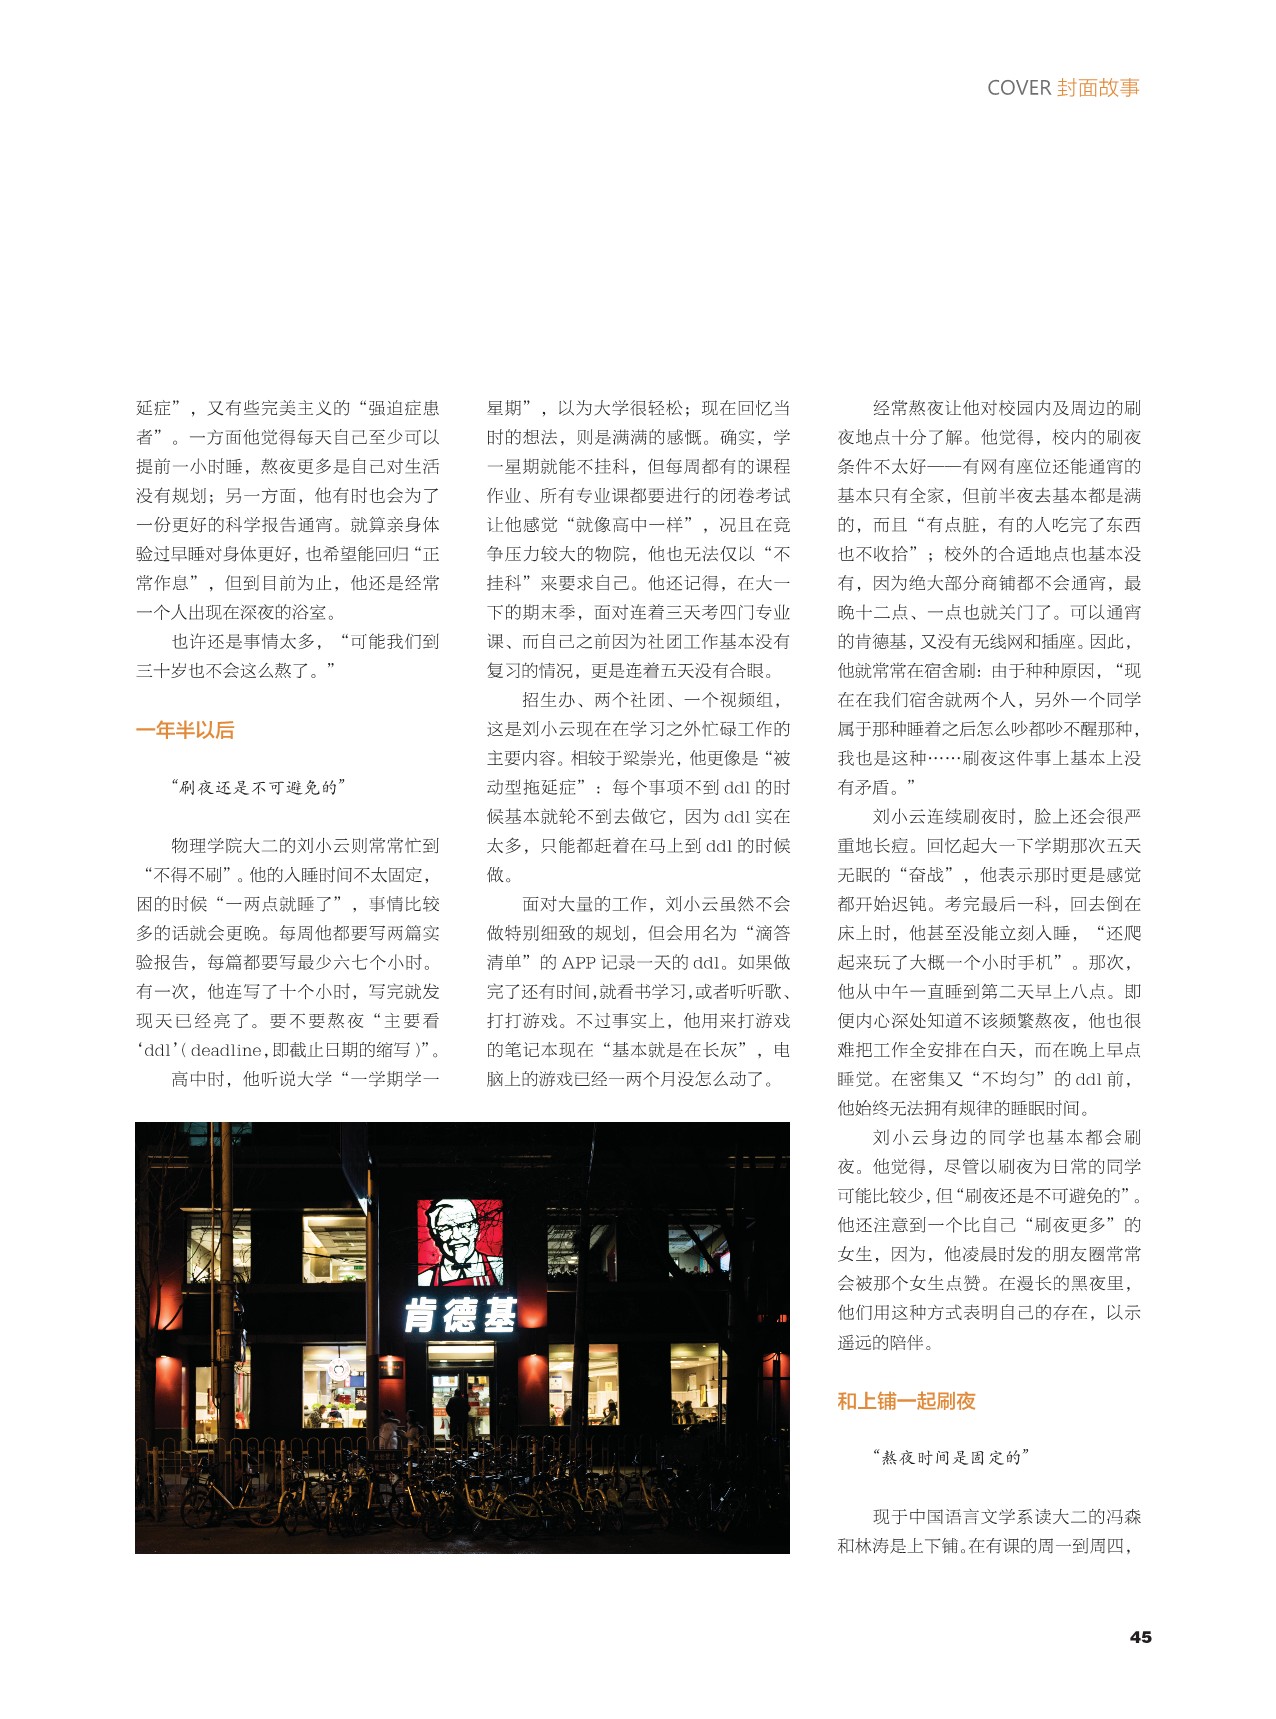 COVER 封面故事
延症”，又有些完美主义的“强迫症患
者”。一方面他觉得每天自己至少可以
提前一小时睡，熬夜更多是自己对生活
没有规划；另一方面，他有时也会为了
一份更好的科学报告通宵。就算亲身体
验过早睡对身体更好，也希望能回归“正
常作息”，但到目前为止，他还是经常
一个人出现在深夜的浴室。
也许还是事情太多，“可能我们到
三十岁也不会这么熬了。”
一年半以后
“刷夜还是不可避免的”
物理学院大二的刘小云则常常忙到
“不得不刷”。他的入睡时间不太固定，
困的时候“一两点就睡了”，事情比较
多的话就会更晚。每周他都要写两篇实
验报告，每篇都要写最少六七个小时。
有一次，他连写了十个小时，写完就发
现天已经亮了。要不要熬夜“主要看
‘ddl’（deadline，即截止日期的缩写）”。
高中时，他听说大学“一学期学一
星期”，以为大学很轻松；现在回忆当
时的想法，则是满满的感慨。确实，学
一星期就能不挂科，但每周都有的课程
作业、所有专业课都要进行的闭卷考试
让他感觉“就像高中一样”，况且在竞
争压力较大的物院，他也无法仅以“不
挂科”来要求自己。他还记得，在大一
下的期末季，面对连着三天考四门专业
课、而自己之前因为社团工作基本没有
复习的情况，更是连着五天没有合眼。
招生办、两个社团、一个视频组，
这是刘小云现在在学习之外忙碌工作的
主要内容。相较于梁崇光，他更像是“被
动型拖延症”：每个事项不到 ddl 的时
候基本就轮不到去做它，因为 ddl 实在
太多，只能都赶着在马上到 ddl 的时候
做。
面对大量的工作，刘小云虽然不会
做特别细致的规划，但会用名为“滴答
清单”的 APP 记录一天的 ddl。如果做
完了还有时间，就看书学习，或者听听歌、
打打游戏。不过事实上，他用来打游戏
的笔记本现在“基本就是在长灰”，电
脑上的游戏已经一两个月没怎么动了。
肯德基
经常熬夜让他对校园内及周边的刷
夜地点十分了解。他觉得，校内的刷夜
条件不太好——有网有座位还能通宵的
基本只有全家，但前半夜去基本都是满
的，而且“有点脏，有的人吃完了东西
也不收拾”；校外的合适地点也基本没
有，因为绝大部分商铺都不会通宵，最
晚十二点、一点也就关门了。可以通宵
的肯德基，又没有无线网和插座。因此，
他就常常在宿舍刷：由于种种原因，“现
在在我们宿舍就两个人，另外一个同学
属于那种睡着之后怎么吵都吵不醒那种，
我也是这种……刷夜这件事上基本上没
有矛盾。”
刘小云连续刷夜时，脸上还会很严
重地长痘。回忆起大一下学期那次五天
无眠的“奋战”，他表示那时更是感觉
都开始迟钝。考完最后一科，回去倒在
床上时，他甚至没能立刻入睡，“还爬
起来玩了大概一个小时手机”。那次，
他从中午一直睡到第二天早上八点。即
便内心深处知道不该频繁熬夜，他也很
难把工作全安排在白天，而在晚上早点
睡觉。在密集又“不均匀”的 ddl 前，
他始终无法拥有规律的睡眠时间。
刘小云身边的同学也基本都会刷
夜。他觉得，尽管以刷夜为日常的同学
可能比较少，但“刷夜还是不可避免的”。
他还注意到一个比自己“刷夜更多”的
女生，因为，他凌晨时发的朋友圈常常
会被那个女生点赞。在漫长的黑夜里，
他们用这种方式表明自己的存在，以示
遥远的陪伴。
和上铺一起刷夜
“熬夜时间是固定的”
现于中国语言文学系读大二的冯森
和林涛是上下铺。在有课的周一到周四，
45